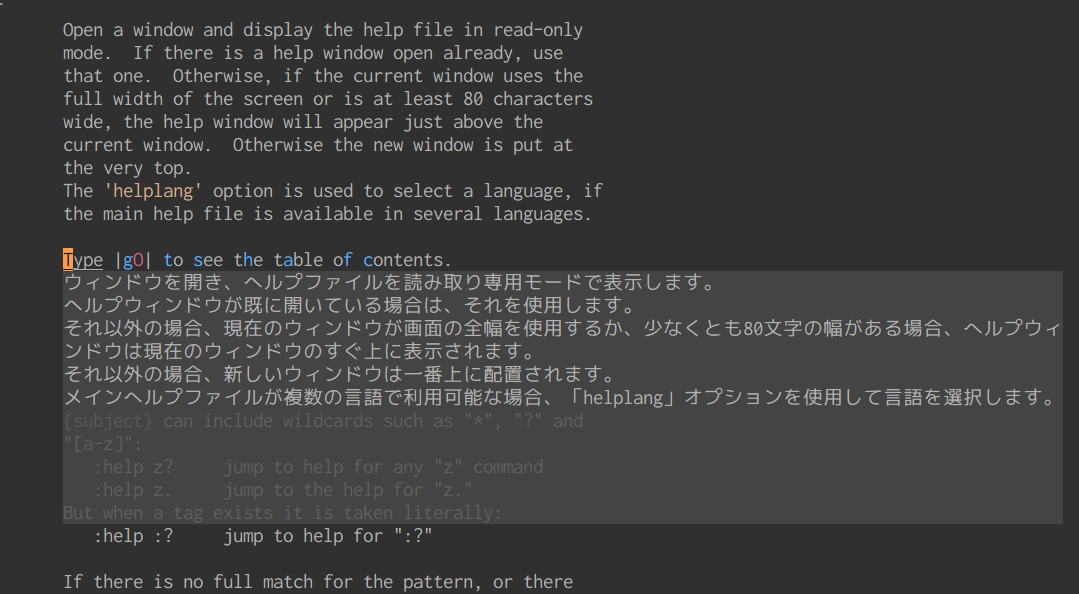 Open a window and display the help file in read-only
mode.  If there is a help window open already, use
that one.  Otherwise, if the current window uses the
full width of the screen or is at least 80 characters
wide, the help window will appear just above the
current window.  Otherwise the new window is put at
the very top.
The 'helplang' option is used to select a language, if
the main help file is available in several languages.
Type |gO| to see the table of contents.
ウィンドウを開き、ヘルプファイルを読み取り専用モードで表示します。
ヘルプウィンドウが既に開いている場合は、それを使用します。
それ以外の場合、現在のウィンドウが画面の全幅を使用するか、少なくとも80文字の幅がある場合、ヘルプウィ
ンドウは現在のウィンドウのすぐ上に表示されます。
それ以外の場合、新しいウィンドウは一番上に配置されます。
メインヘルプファイルが複数の言語で利用可能な場合、「helplang」オプションを使用して言語を選択します。
{subject} can include wildcards such as "*", "?" and
"[a-z]":
:help z?     jump to help for any "z" command
:help z.     jump to the help for "z."
But when a tag exists it is taken literally:
:help :?     jump to help for ":?"
If there is no full match for the pattern, or there